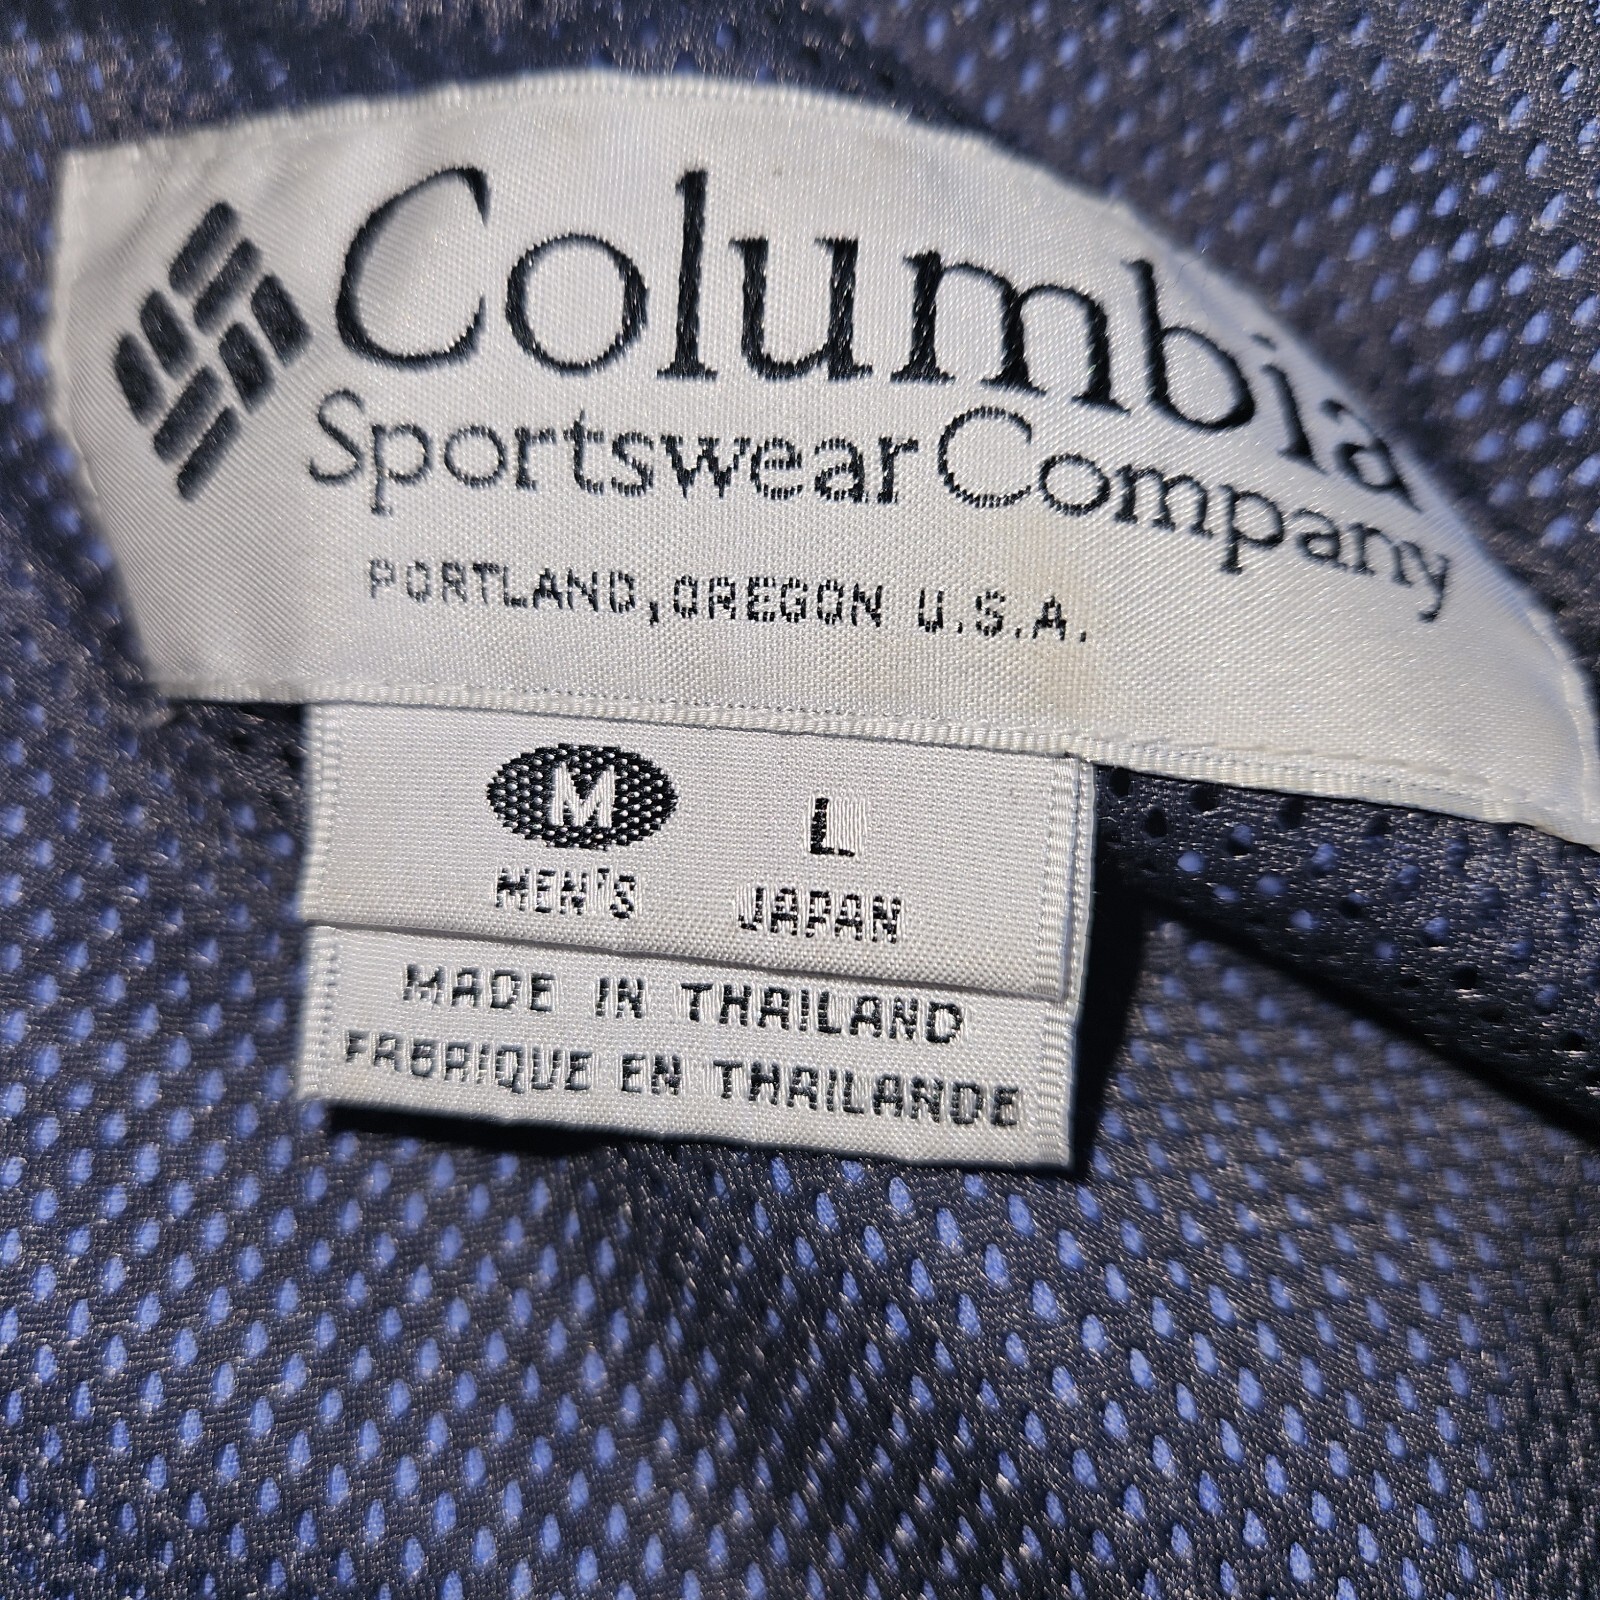 Columbia
Sportswear Company
PORTLAND, OREGON U.S.A.
M L
MEN'S JAPAN
MADE IN THAILAND
FABRIQUE EN THAILANDE